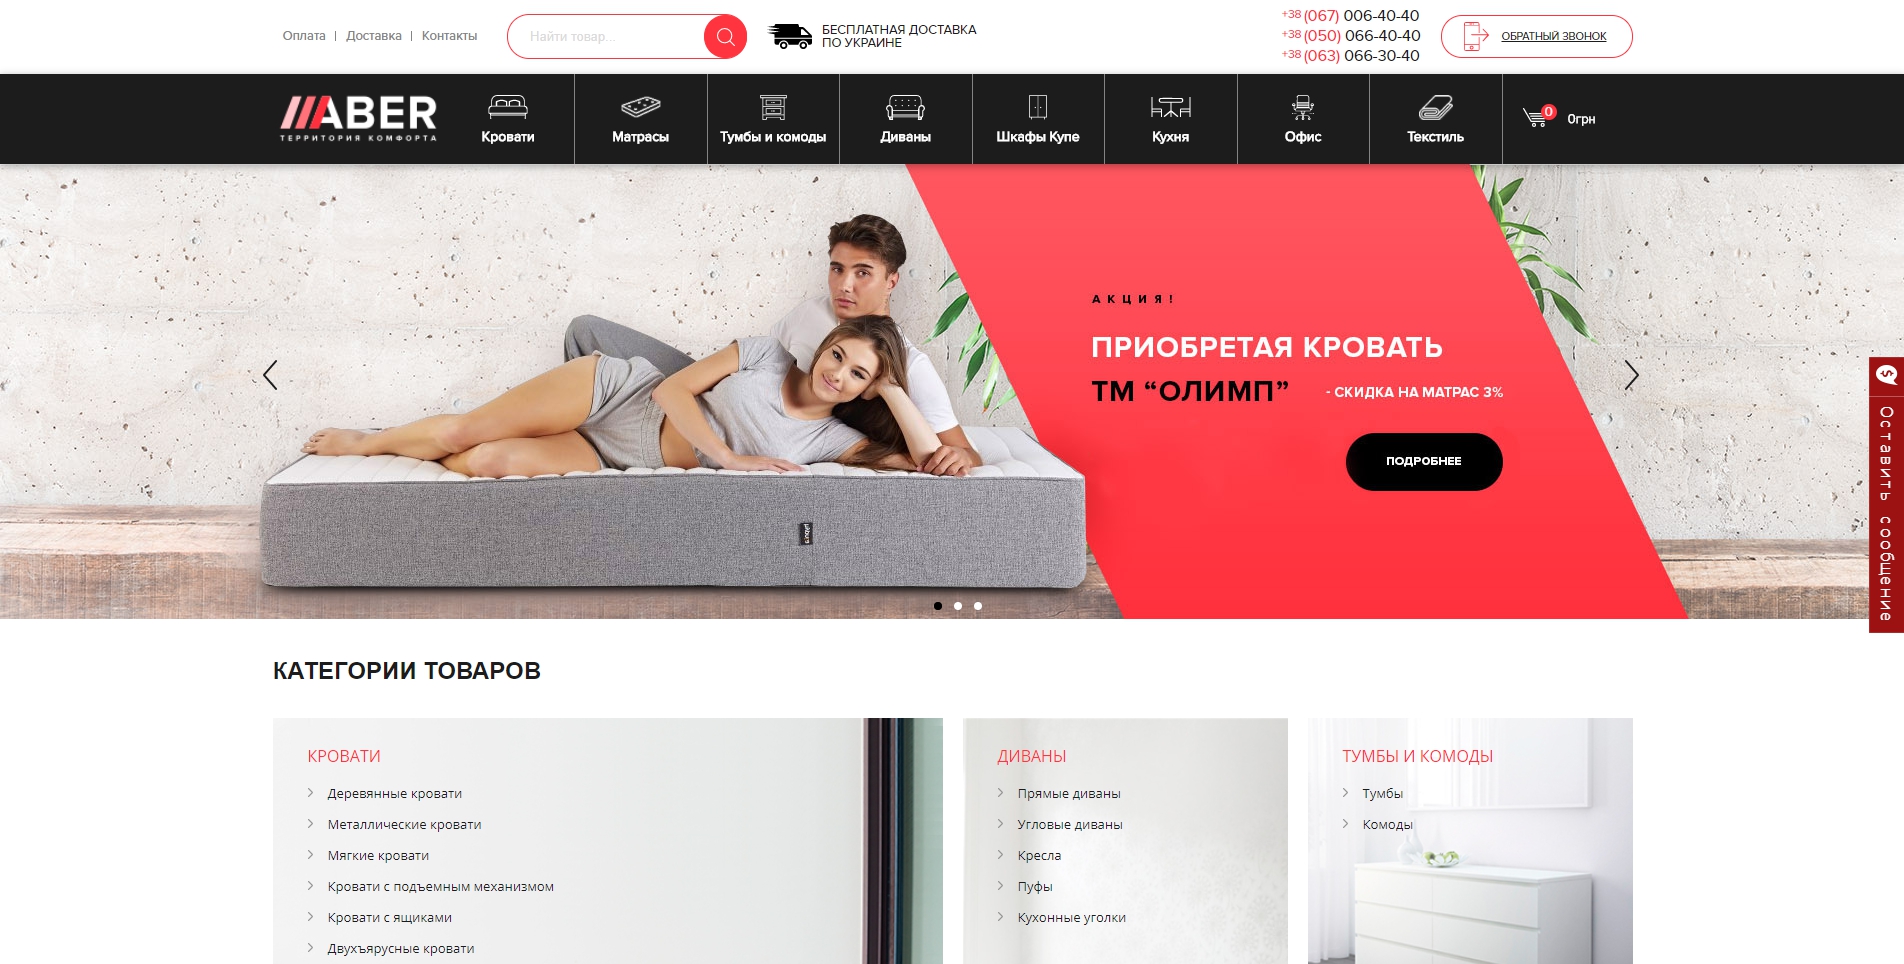 Оплата | Доставка | Контакты
Найти товар...
БЕСПЛАТНАЯ ДОСТАВКА
ПО УКРАИНЕ
+38 (067) 006-40-40
+38 (050) 066-40-40
+38 (063) 066-30-40
ОБРАТНЫЙ ЗВОНОК
ABER
ТЕРРИТОРИЯ КОМФОРТА
Кровати
Матрасы
Тумбы и комоды
Диваны
Шкафы Купе
Кухня
Офис
Текстиль
0
0грн
АКЦИЯ!
ПРИОБРЕТАЯ КРОВАТЬ
ТМ “ОЛИМП” - СКИДКА НА МАТРАС 3%
ПОДРОБНЕЕ
Оставить сообщение
КАТЕГОРИИ ТОВАРОВ
КРОВАТИ
Деревянные кровати
Металлические кровати
Мягкие кровати
Кровати с подъемным механизмом
Кровати с ящиками
Двухъярусные кровати
ДИВАНЫ
Прямые диваны
Угловые диваны
Кресла
Пуфы
Кухонные уголки
ТУМБЫ И КОМОДЫ
Тумбы
Комоды